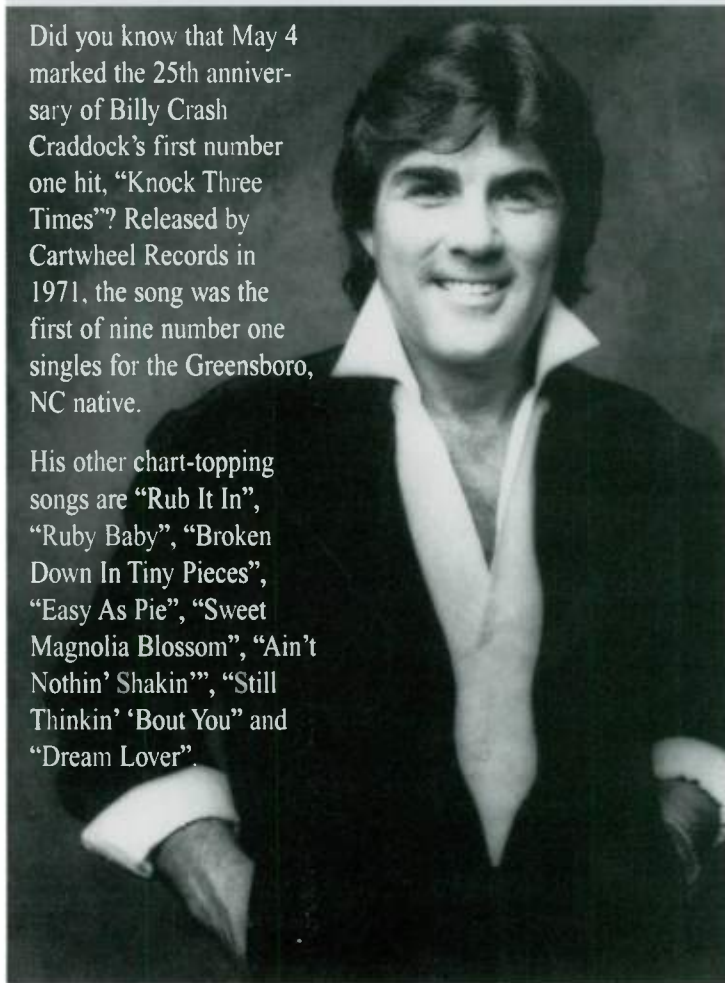 Did you know that May 4
marked the 25th anniver-
sary of Billy Crash
Craddock's first number
one hit, “Knock Three
Times”? Released by
Cartwheel Records in
1971, the song was the
first of nine number one
singles for the Greensboro,
NC native.
His other chart-topping
songs are “Rub It In”,
“Ruby Baby”, “Broken
Down In Tiny Pieces”,
“Easy As Pie”, “Sweet
Magnolia Blossom”, “Ain't
Nothin' Shakin'”, “Still
Thinkin' ‘Bout You” and
“Dream Lover”.